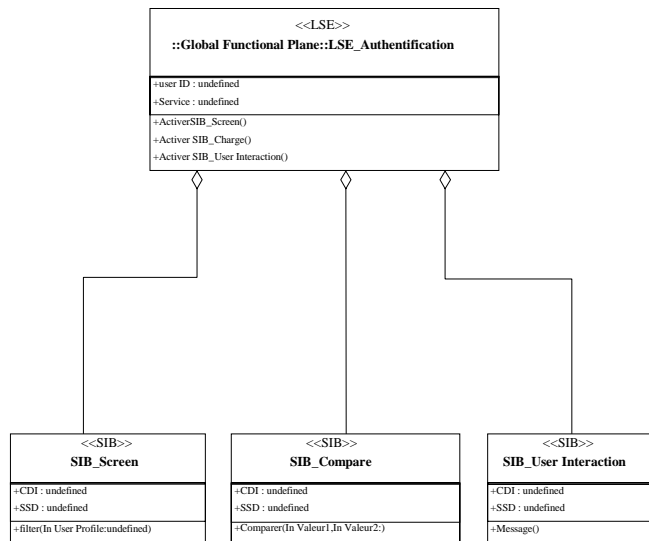 <<LSE>>
::Global Functional Plane::LSE_Authentification
+user ID : undefined
+Service : undefined
+ActiverSIB_Screen()
+Activer SIB_Charge()
+Activer SIB_User Interaction()
<<SIB>>
SIB_Screen
+CDI : undefined
+SSD : undefined
+filter(In User Profile:undefined)
<<SIB>>
SIB_Compare
+CDI : undefined
+SSD : undefined
+Comparer(In Valeur1,In Valeur2:)
<<SIB>>
SIB_User Interaction
+CDI : undefined
+SSD : undefined
+Message()